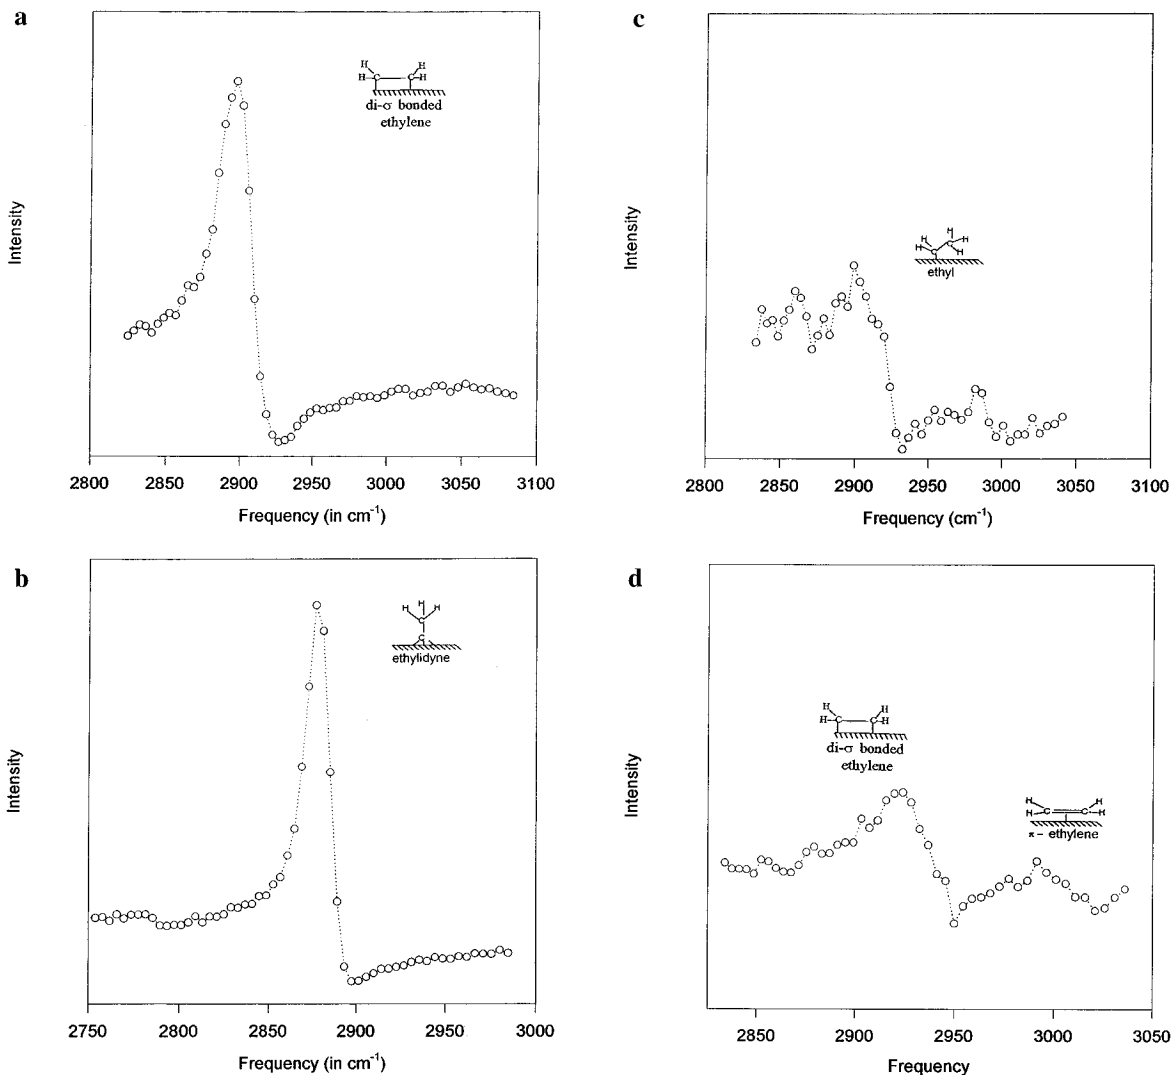 a
Intensity
H H
H C C H
di-σ bonded
ethylene
2800 2850 2900 2950 3000 3050 3100
Frequency (in cm-1)
b
Intensity
H H H
C
C
ethylidyne
2750 2800 2850 2900 2950 3000
Frequency (in cm-1)
c
Intensity
H H
H C C H
H
ethyl
2800 2850 2900 2950 3000 3050 3100
Frequency (cm-1)
d
Intensity
H H
H C C H
di-σ bonded
ethylene
H H
H C C H
π - ethylene
2850 2900 2950 3000 3050
Frequency